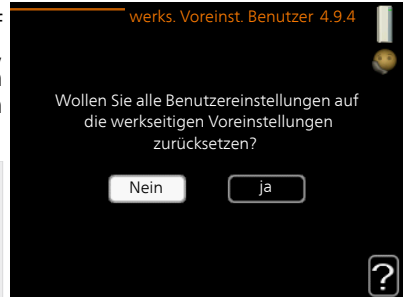 werks. Voreinst. Benutzer 4.9.4
Wollen Sie alle Benutzereinstellungen auf
die werkseitigen Voreinstellungen
zurücksetzen?
Nein
ja
?